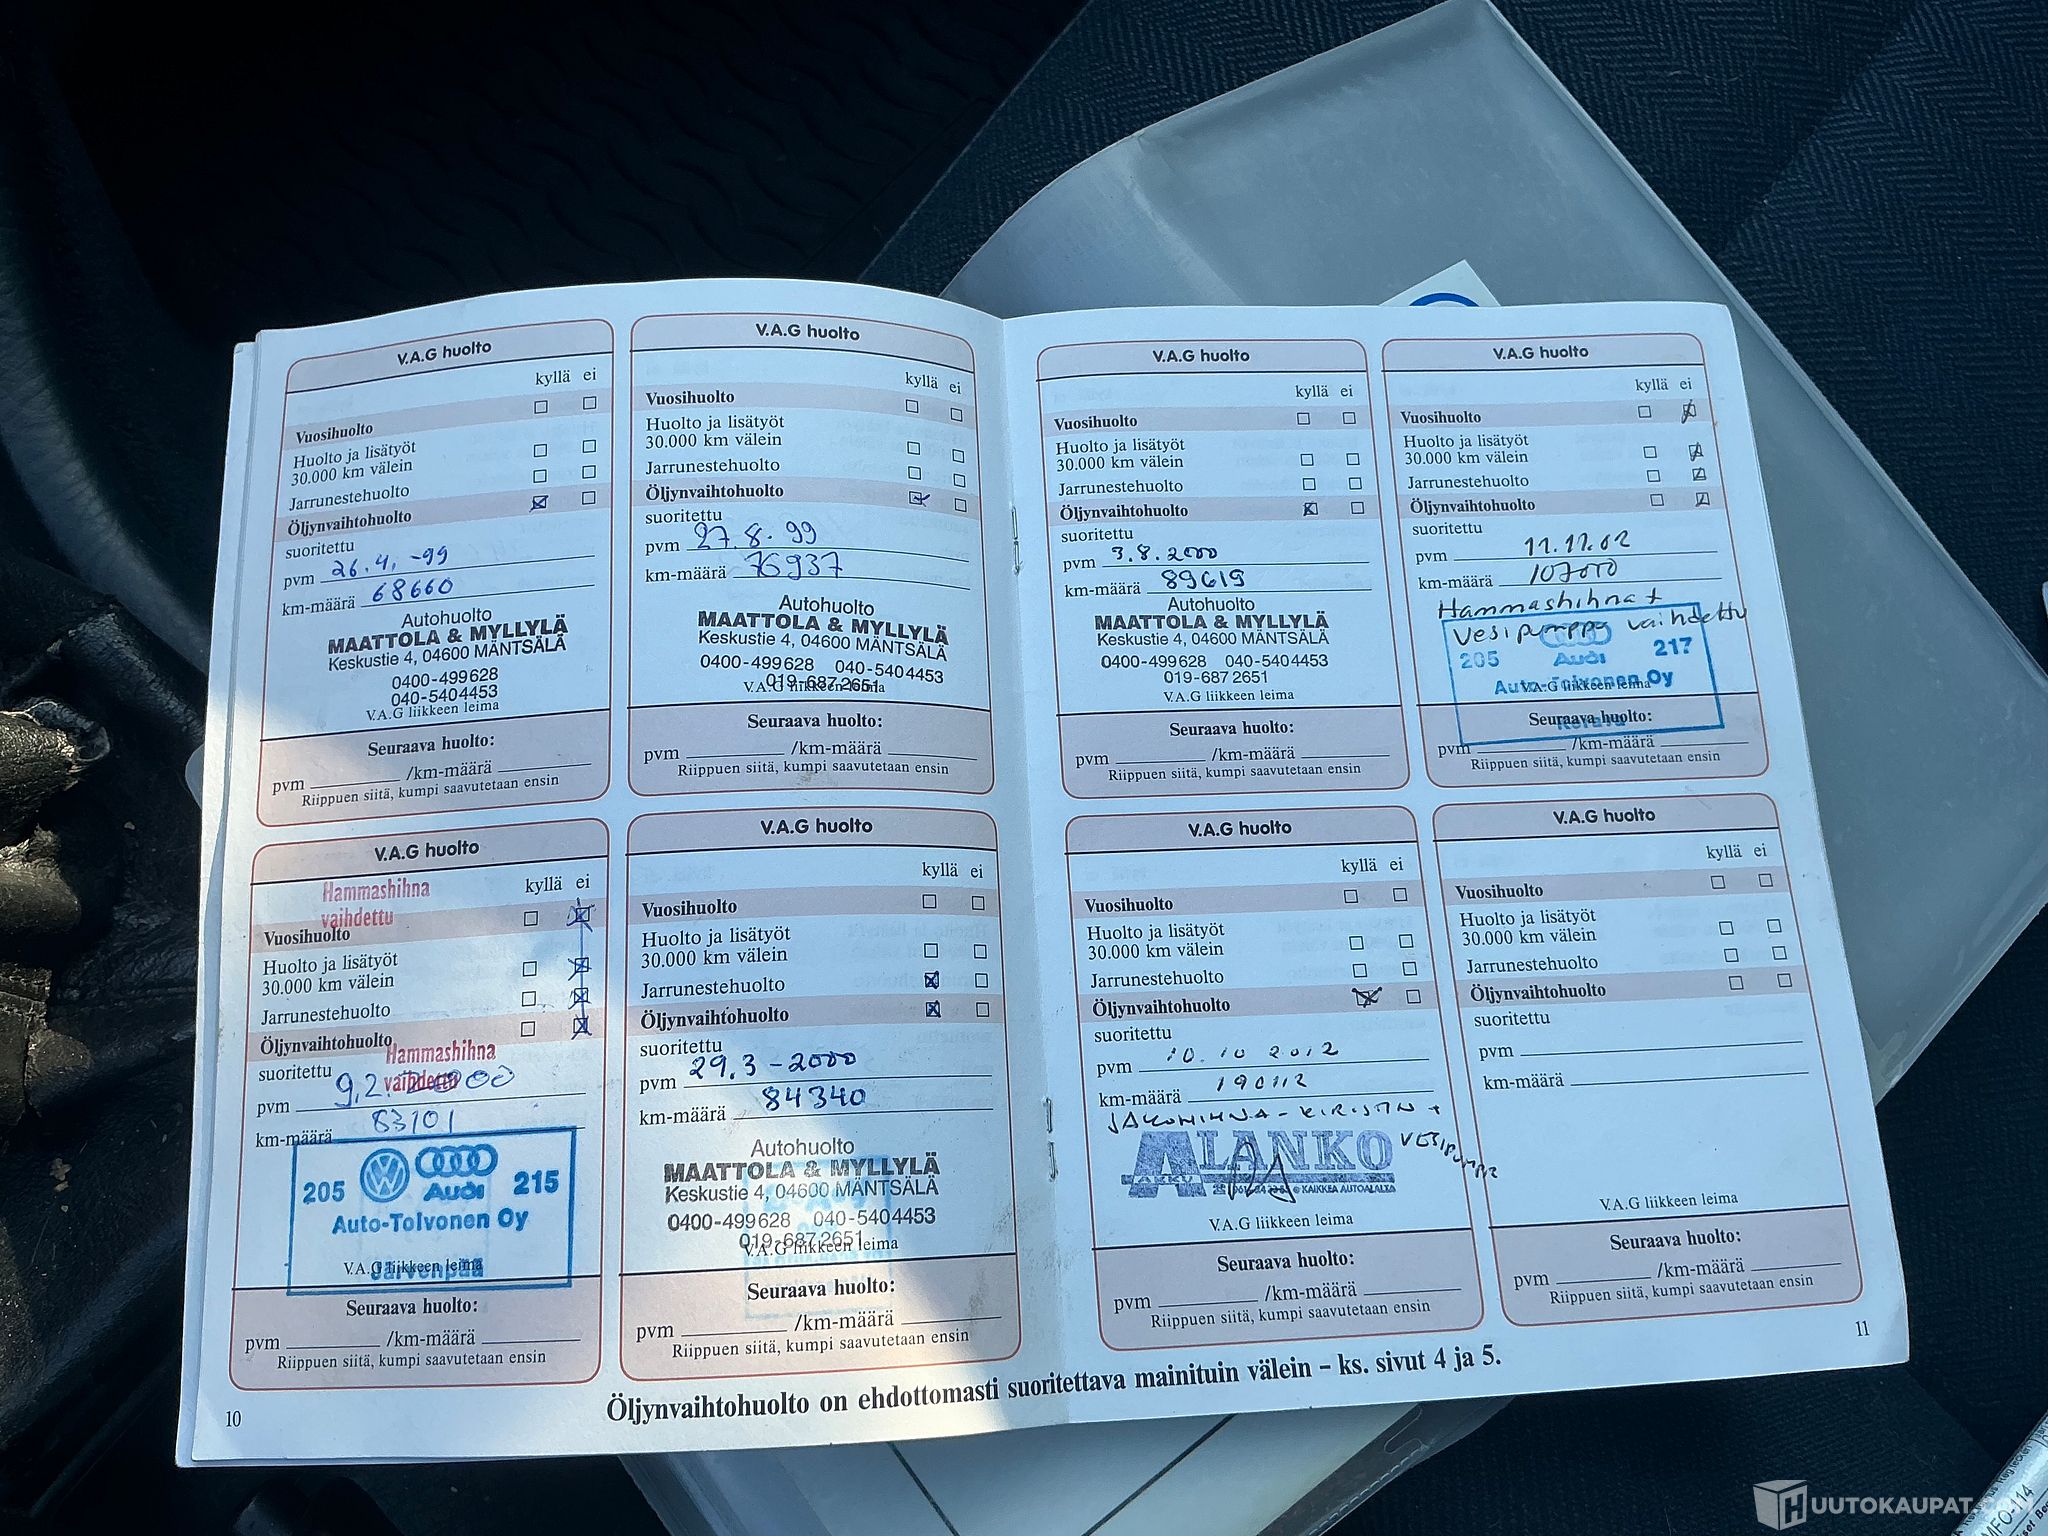 V.A.G huolto
kyllä ei
Vuosihuolto
Huolto ja lisätyöt
30.000 km välein
Jarrunestehuolto
Öljynvaihtohuolto
suoritettu
pvm 26.4.-99
km-määrä 68660
Autohuolto
MAATTOLA & MYLLYLÄ
Keskustie 4, 04600 MÄNTSÄLÄ
0400-499628
040-5404453
V.A.G liikkeen leima
Seuraava huolto:
pvm /km-määrä
Riippuen siitä, kumpi saavutetaan ensin
V.A.G huolto
kyllä ei
Vuosihuolto
Huolto ja lisätyöt
30.000 km välein
Jarrunestehuolto
Öljynvaihtohuolto
suoritettu
pvm 27.8.99
km-määrä 76937
Autohuolto
MAATTOLA & MYLLYLÄ
Keskustie 4, 04600 MÄNTSÄLÄ
0400-499628 040-5404453
019-6872651
V.A.G liikkeen leima
Seuraava huolto:
pvm /km-määrä
Riippuen siitä, kumpi saavutetaan ensin
V.A.G huolto
Hammashihna
vaihdettu
kyllä ei
Vuosihuolto
Huolto ja lisätyöt
30.000 km välein
Jarrunestehuolto
Öljynvaihtohuolto
Hammashihna
vaihdettu
suoritettu
pvm 9.2.2000
km-määrä 83101
205 Audi 215
Auto-Toivonen Oy
V.A.G liikkeen leima
Järvenpää
Seuraava huolto:
pvm /km-määrä
Riippuen siitä, kumpi saavutetaan ensin
V.A.G huolto
kyllä ei
Vuosihuolto
Huolto ja lisätyöt
30.000 km välein
Jarrunestehuolto
Öljynvaihtohuolto
suoritettu
pvm 29.3-2000
km-määrä 84340
Autohuolto
MAATTOLA & MYLLYLÄ
Keskustie 4, 04600 MÄNTSÄLÄ
0400-499628 040-5404453
019-6872651
V.A.G liikkeen leima
Seuraava huolto:
pvm /km-määrä
Riippuen siitä, kumpi saavutetaan ensin
10
V.A.G huolto
kyllä ei
Vuosihuolto
Huolto ja lisätyöt
30.000 km välein
Jarrunestehuolto
Öljynvaihtohuolto
suoritettu
pvm 3.8.2000
km-määrä 89619
Autohuolto
MAATTOLA & MYLLYLÄ
Keskustie 4, 04600 MÄNTSÄLÄ
0400-499628 040-5404453
019-6872651
V.A.G liikkeen leima
Seuraava huolto:
pvm /km-määrä
Riippuen siitä, kumpi saavutetaan ensin
V.A.G huolto
kyllä ei
Vuosihuolto
Huolto ja lisätyöt
30.000 km välein
Jarrunestehuolto
Öljynvaihtohuolto
suoritettu
pvm 11.11.02
km-määrä 107000
Hammashihna +
Vesipumppu vaihdettu
205 Audi 217
Auto-Toivonen Oy
V.A.G liikkeen leima
Kerava
Seuraava huolto:
pvm /km-määrä
Riippuen siitä, kumpi saavutetaan ensin
V.A.G huolto
kyllä ei
Vuosihuolto
Huolto ja lisätyöt
30.000 km välein
Jarrunestehuolto
Öljynvaihtohuolto
suoritettu
pvm 10.10 2012
km-määrä 190112
JAKOHIHNA-KIRISTIN +
VESIPUMPPU
ALANKO
KAIKKEA AUTOALALTA
V.A.G liikkeen leima
Seuraava huolto:
pvm /km-määrä
Riippuen siitä, kumpi saavutetaan ensin
V.A.G huolto
kyllä ei
Vuosihuolto
Huolto ja lisätyöt
30.000 km välein
Jarrunestehuolto
Öljynvaihtohuolto
suoritettu
pvm
km-määrä
V.A.G liikkeen leima
Seuraava huolto:
pvm /km-määrä
Riippuen siitä, kumpi saavutetaan ensin
11
Öljynvaihtohuolto on ehdottomasti suoritettava mainituin välein – ks. sivut 4 ja 5.
HUUTOKAUPAT.COM